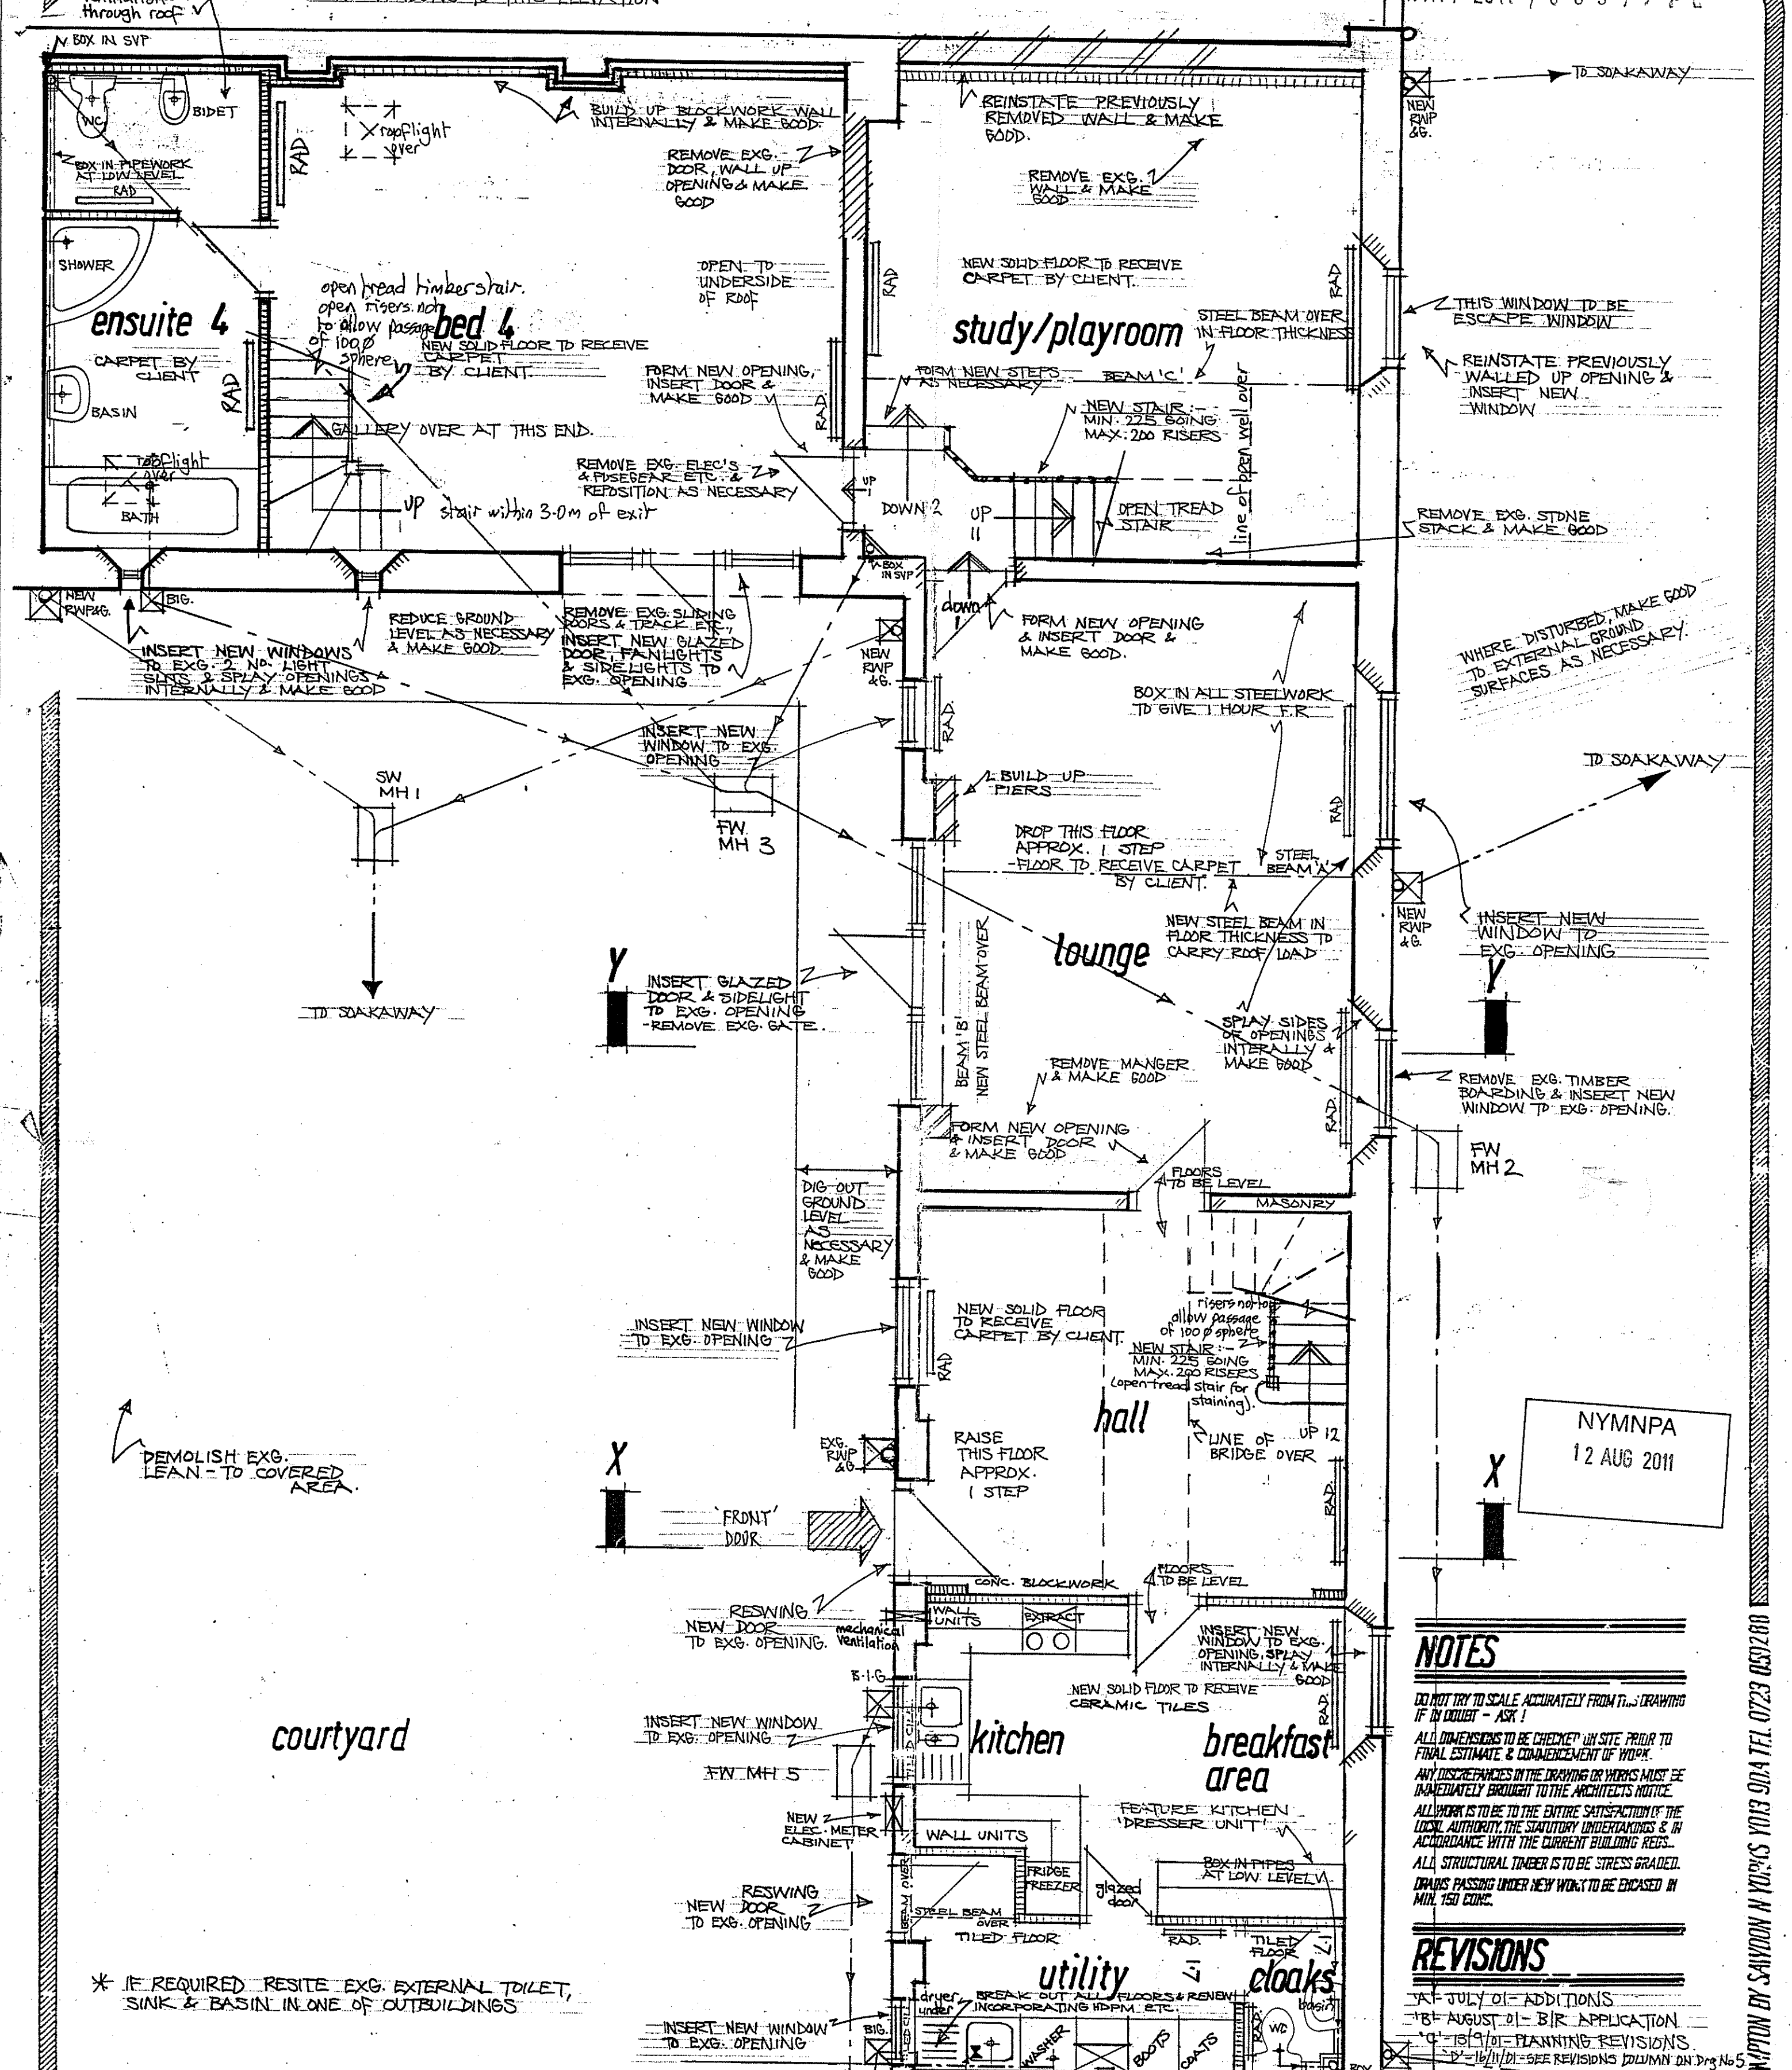 through roof
BOX IN SVP
WC
BIDET
BOX IN PIPEWORK
AT LOW LEVEL
RAD
RAD
rooflight
over
BUILD UP BLOCKWORK WALL
INTERNALLY & MAKE GOOD.
REMOVE EXG.
DOOR, WALL UP
OPENING & MAKE
GOOD
REINSTATE PREVIOUSLY
REMOVED WALL & MAKE
GOOD.
REMOVE EXG.
WALL & MAKE
GOOD
TO SOAKAWAY
NEW
RWP
&G.
SHOWER
ensuite 4
CARPET BY
CLIENT
BASIN
RAD
rooflight
over
BATH
open tread timber stair.
open risers not
to allow passage
of 100ø
sphere
bed 4
NEW SOLID FLOOR TO RECEIVE
CARPET
BY CLIENT
OPEN TO
UNDERSIDE
OF ROOF
FORM NEW OPENING,
INSERT DOOR &
MAKE GOOD
RAD
GALLERY OVER AT THIS END.
REMOVE EXG. ELEC'S
& FUSEGEAR ETC. &
REPOSITION AS NECESSARY
UP
stair within 3.0m of exit
RAD
NEW SOLID FLOOR TO RECEIVE
CARPET BY CLIENT.
RAD
study/playroom
STEEL BEAM OVER
IN FLOOR THICKNESS
FORM NEW STEPS
AS NECESSARY
BEAM 'C'
NEW STAIR :-
MIN. 225 GOING
MAX. 200 RISERS
line of open well over
UP
1
DOWN 2
UP
11
OPEN TREAD
STAIR
THIS WINDOW TO BE
ESCAPE WINDOW
REINSTATE PREVIOUSLY
WALLED UP OPENING &
INSERT NEW
WINDOW
REMOVE EXG. STONE
STACK & MAKE GOOD
NEW
RWP&G.
BIG.
INSERT NEW WINDOWS
TO EXG. 2 NO. LIGHT
SLITS & SPLAY OPENINGS
INTERNALLY & MAKE GOOD
REDUCE GROUND
LEVEL AS NECESSARY
& MAKE GOOD
REMOVE EXG. SLIDING
DOORS & TRACK ETC.,
INSERT NEW GLAZED
DOOR, FANLIGHTS
& SIDELIGHTS TO
EXG. OPENING
BOX
IN SVP
NEW
RWP
&G.
down
1
FORM NEW OPENING
& INSERT DOOR &
MAKE GOOD.
WHERE DISTURBED, MAKE GOOD
TO EXTERNAL GROUND
SURFACES AS NECESSARY.
BOX IN ALL STEELWORK
TO GIVE 1 HOUR F.R
RAD.
INSERT NEW
WINDOW TO EXG.
OPENING
SW
MH 1
FW.
MH 3
BUILD UP
PIERS
RAD
TO SOAKAWAY
DROP THIS FLOOR
APPROX. 1 STEP
-FLOOR TO RECEIVE CARPET
BY CLIENT.
STEEL
BEAM 'A'
NEW STEEL BEAM IN
FLOOR THICKNESS TO
CARRY ROOF LOAD
NEW
RWP
&G.
INSERT NEW
WINDOW TO
EXG. OPENING
TO SOAKAWAY
Y
INSERT GLAZED
DOOR & SIDELIGHT
TO EXG. OPENING
-REMOVE EXG. GATE.
BEAM 'B'
NEW STEEL BEAM OVER
lounge
Y
SPLAY SIDES
OF OPENINGS
INTERALLY &
MAKE GOOD
REMOVE MANGER
& MAKE GOOD
REMOVE EXG. TIMBER
BOARDING & INSERT NEW
WINDOW TO EXG. OPENING.
RAD.
FORM NEW OPENING
& INSERT DOOR
& MAKE GOOD
FW
MH 2
FLOORS
TO BE LEVEL
MASONRY
DIG OUT
GROUND
LEVEL
AS
NECESSARY
& MAKE
GOOD
INSERT NEW WINDOW
TO EXG. OPENING
RAD
NEW SOLID FLOOR
TO RECEIVE
CARPET BY CLIENT.
risers not to
allow passage
of 100ø sphere
NEW STAIR :-
MIN. 225 GOING
MAX. 200 RISERS
(open tread stair for
staining).
hall
UP 12
LINE OF
BRIDGE OVER
RAISE
THIS FLOOR
APPROX.
1 STEP
RAD.
EXG.
RWP
&G
DEMOLISH EXG.
LEAN-TO COVERED
AREA.
X
'FRONT'
DOOR
X
NYMNPA
12 AUG 2011
FLOORS
TO BE LEVEL
CONC. BLOCKWORK
RESWING
NEW DOOR
TO EXG. OPENING.
mechanical
ventilation
WALL
UNITS
EXTRACT
INSERT NEW
WINDOW TO EXG.
OPENING, SPLAY
INTERNALLY & MAKE
GOOD
B.I.G
NEW SOLID FLOOR TO RECEIVE
CERAMIC TILES
RAD.
courtyard
INSERT NEW WINDOW
TO EXG. OPENING
kitchen
breakfast
area
FW MH 5
FEATURE KITCHEN
'DRESSER UNIT'
NEW
ELEC. METER
CABINET
WALL UNITS
FRIDGE
FREEZER
glazed
door
BOX IN PIPES
AT LOW LEVEL
RESWING
NEW DOOR
TO EXG. OPENING
BEAM OVER
STEEL BEAM
OVER
TILED FLOOR
RAD.
TILED
FLOOR
utility
cloaks
basin
* IF REQUIRED RESITE EXG. EXTERNAL TOILET,
SINK & BASIN IN ONE OF OUTBUILDINGS
dryer
under
BREAK OUT ALL FLOORS & RENEW
INCORPORATING HDPM ETC.
INSERT NEW WINDOW
TO EXG. OPENING
BIG.
WASHER
BOOTS
COATS
RAD
WC
NOTES
DO NOT TRY TO SCALE ACCURATELY FROM THIS DRAWING
IF IN DOUBT - ASK !
ALL DIMENSIONS TO BE CHECKED ON SITE PRIOR TO
FINAL ESTIMATE & COMMENCEMENT OF WORK.
ANY DISCREPANCIES IN THE DRAWING OR WORKS MUST BE
IMMEDIATELY BROUGHT TO THE ARCHITECTS NOTICE.
ALL WORK IS TO BE TO THE ENTIRE SATISFACTION OF THE
LOCAL AUTHORITY, THE STATUTORY UNDERTAKINGS & IN
ACCORDANCE WITH THE CURRENT BUILDING REGS..
ALL STRUCTURAL TIMBER IS TO BE STRESS GRADED.
DRAINS PASSING UNDER NEW WORK TO BE ENCASED IN
MIN. 150 CONC.
REVISIONS
'A' - JULY 01 - ADDITIONS
'B' - AUGUST 01 - B/R APPLICATION
'C' - 13/9/01 - PLANNING REVISIONS.
'D' - 16/11/01 - SEE REVISIONS COLUMN ON Drg No 5
MPTON BY SAWDON N YORKS YO13 9DA TEL 0723 859280